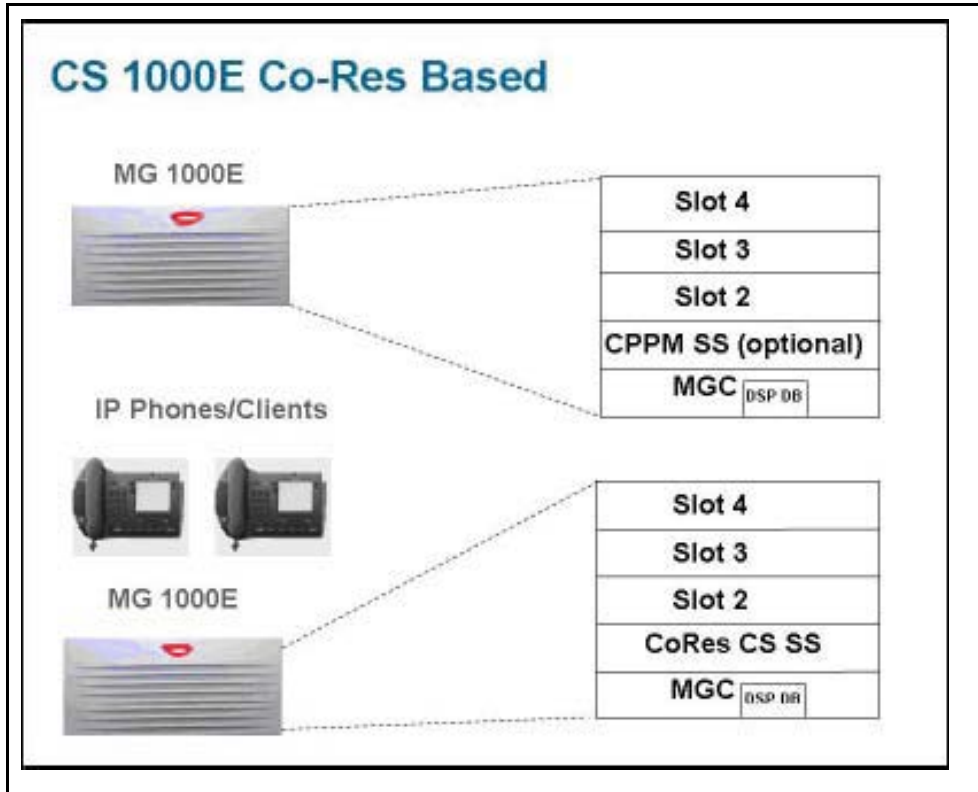 CS 1000E Co-Res Based
MG 1000E
Slot 4
Slot 3
Slot 2
CPPM SS (optional)
MGC DSP DB
IP Phones/Clients
MG 1000E
Slot 4
Slot 3
Slot 2
CoRes CS SS
MGC DSP DB